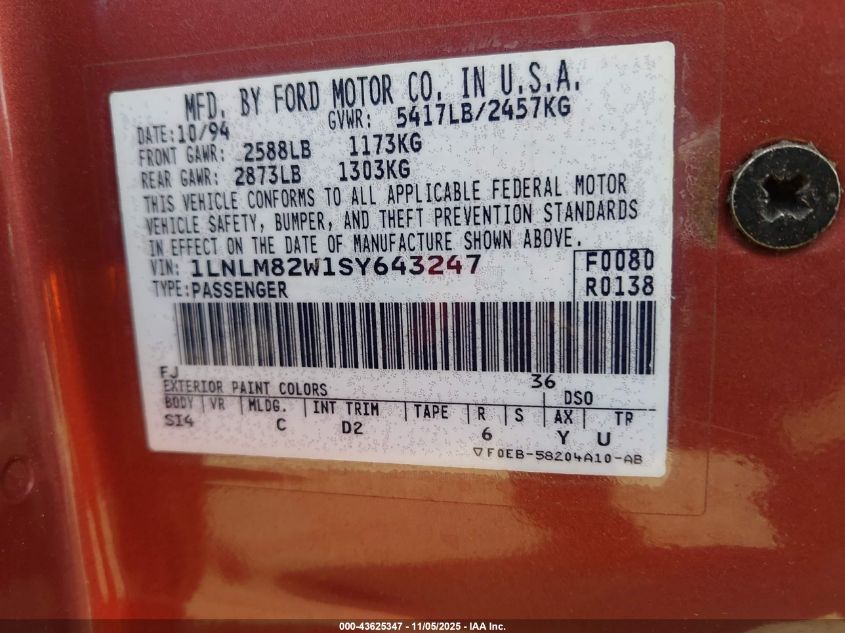 MFD. BY FORD MOTOR CO. IN U.S.A.
DATE: 10/94 GVWR: 5417LB/2457KG
FRONT GAWR: 2588LB 1173KG
REAR GAWR: 2873LB 1303KG
THIS VEHICLE CONFORMS TO ALL APPLICABLE FEDERAL MOTOR
VEHICLE SAFETY, BUMPER, AND THEFT PREVENTION STANDARDS
IN EFFECT ON THE DATE OF MANUFACTURE SHOWN ABOVE.
VIN: 1LNLM82W1SY643247 F0080
TYPE: PASSENGER R0138
FJ 36
EXTERIOR PAINT COLORS DSO
BODY VR MLDG. INT TRIM TAPE R S AX TR
SI4 C D2 6 Y U
▽F0EB-58204A10-AB
000-43625347 - 11/05/2025 - IAA Inc.